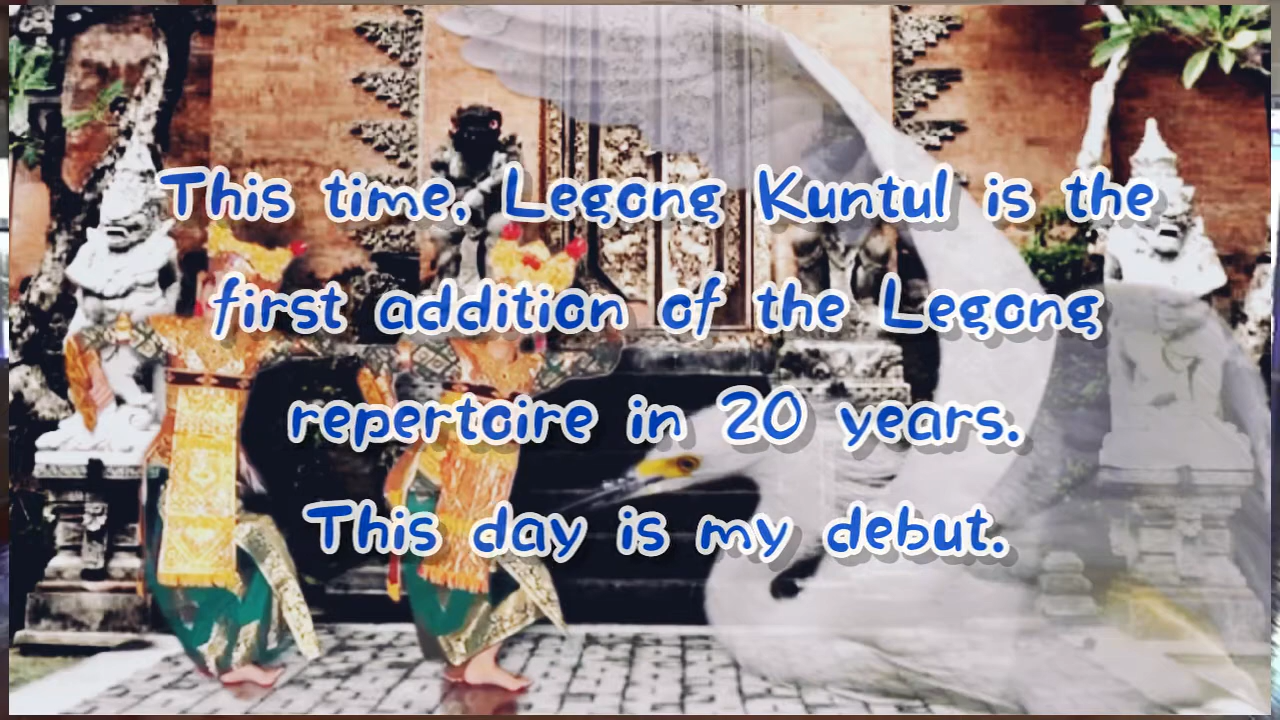 This time, Legong Kuntul is the
first addition of the Legong
repertoire in 20 years.
This day is my debut.